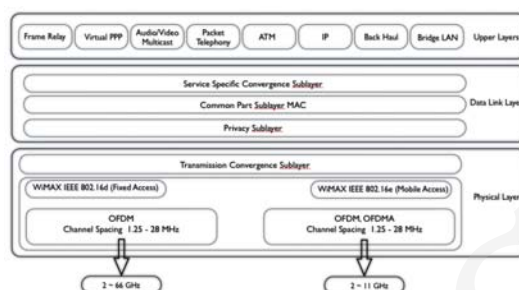 Frame Relay
Virtual PPP
Audio/Video
Multicast
Packet
Telephony
ATM
IP
Back Haul
Bridge LAN
Upper Layers
Service Specific Convergence Sublayer
Common Part Sublayer MAC
Privacy Sublayer
Data Link Laye
Transmission Convergence Sublayer
WiMAX IEEE 802.16d (Fixed Access)
WiMAX IEEE 802.16e (Mobile Access)
Physical Layer
OFDM
Channel Spacing 1.25 - 28 MHz
OFDM, OFDMA
Channel Spacing 1.25 - 28 MHz
2 ~ 66 GHz
2 ~ 11 GHz